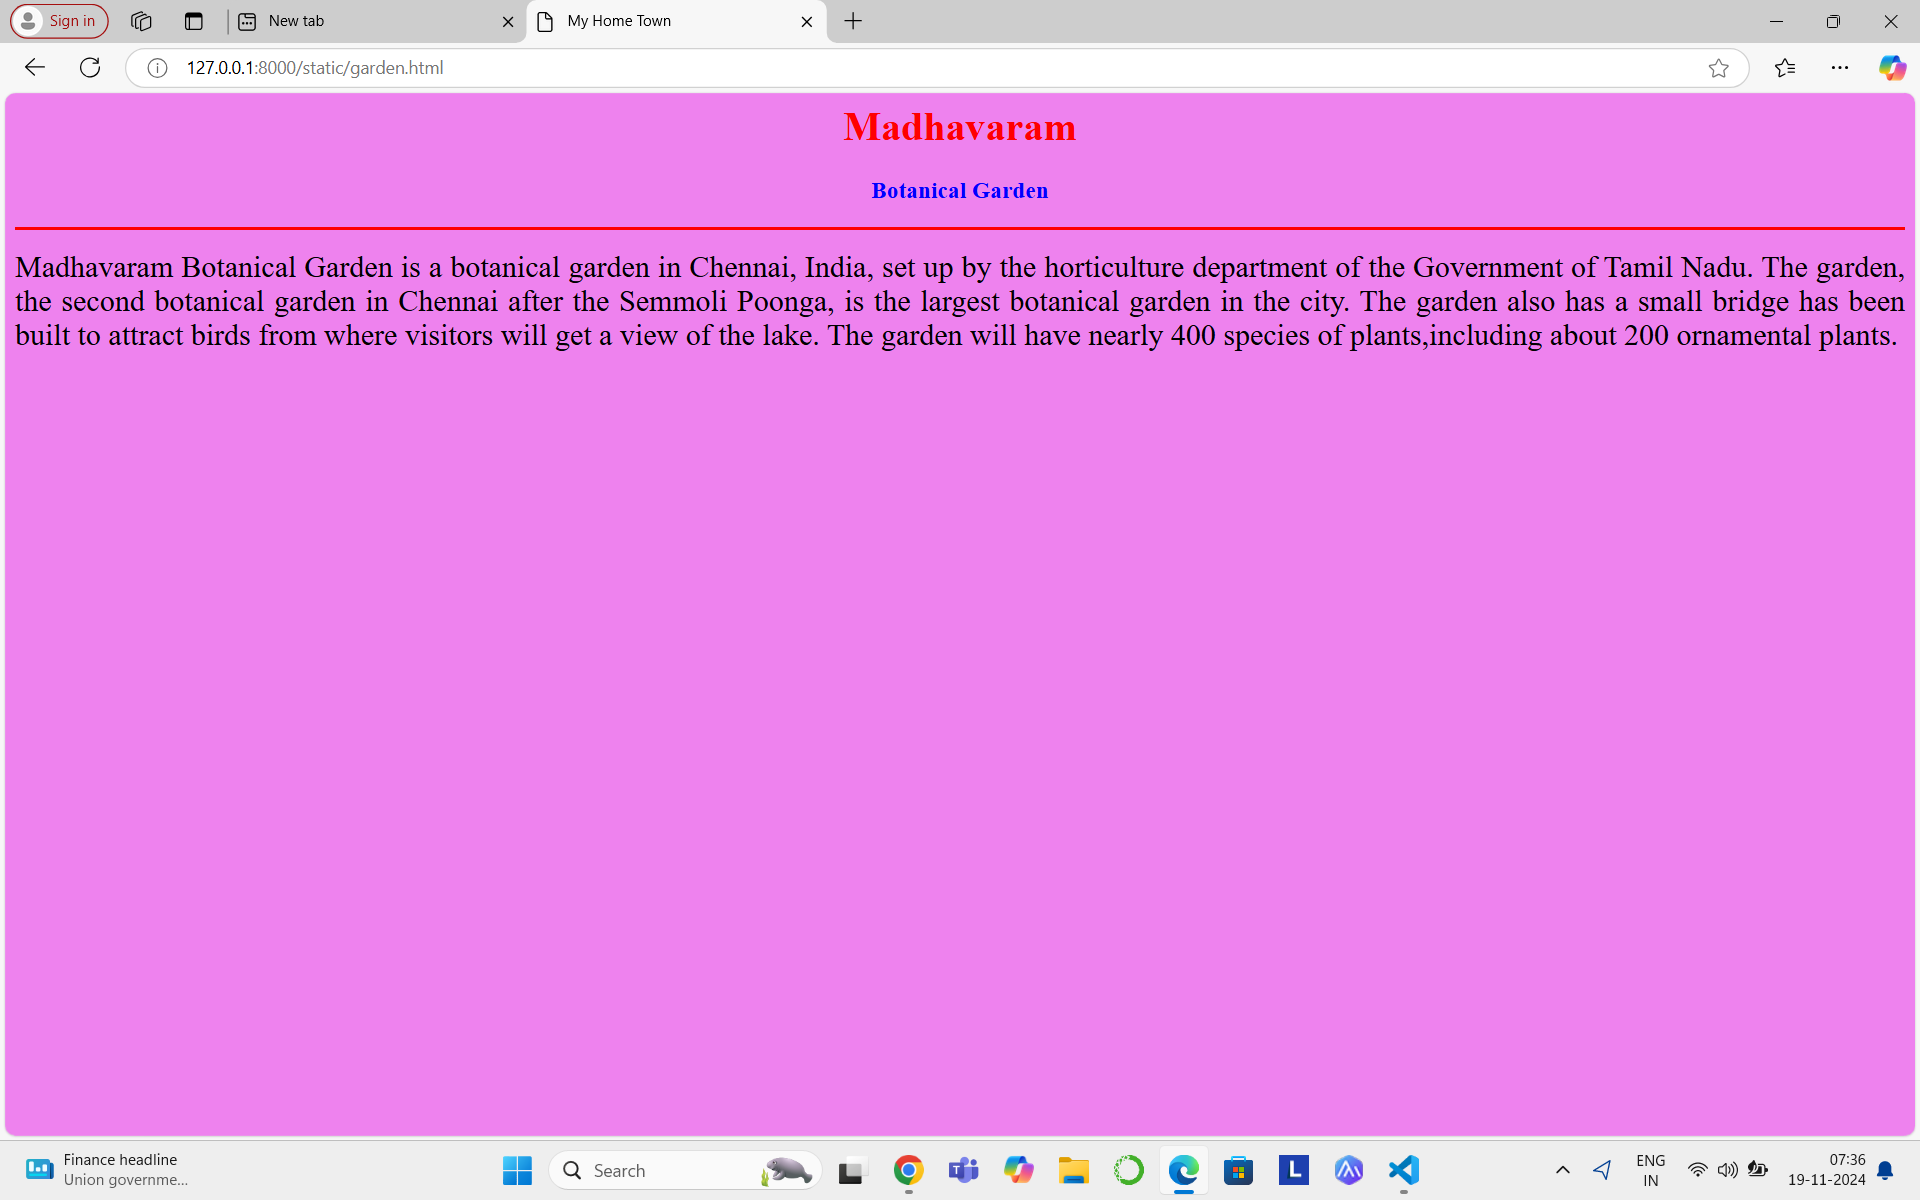 Sign in
New tab
My Home Town
127.0.0.1:8000/static/garden.html
Madhavaram
Botanical Garden
Madhavaram Botanical Garden is a botanical garden in Chennai, India, set up by the horticulture department of the Government of Tamil Nadu. The garden,
the second botanical garden in Chennai after the Semmoli Poonga, is the largest botanical garden in the city. The garden also has a small bridge has been
built to attract birds from where visitors will get a view of the lake. The garden will have nearly 400 species of plants,including about 200 ornamental plants.
Finance headline
Union governme...
Search
L
ENG
IN
07:36
19-11-2024